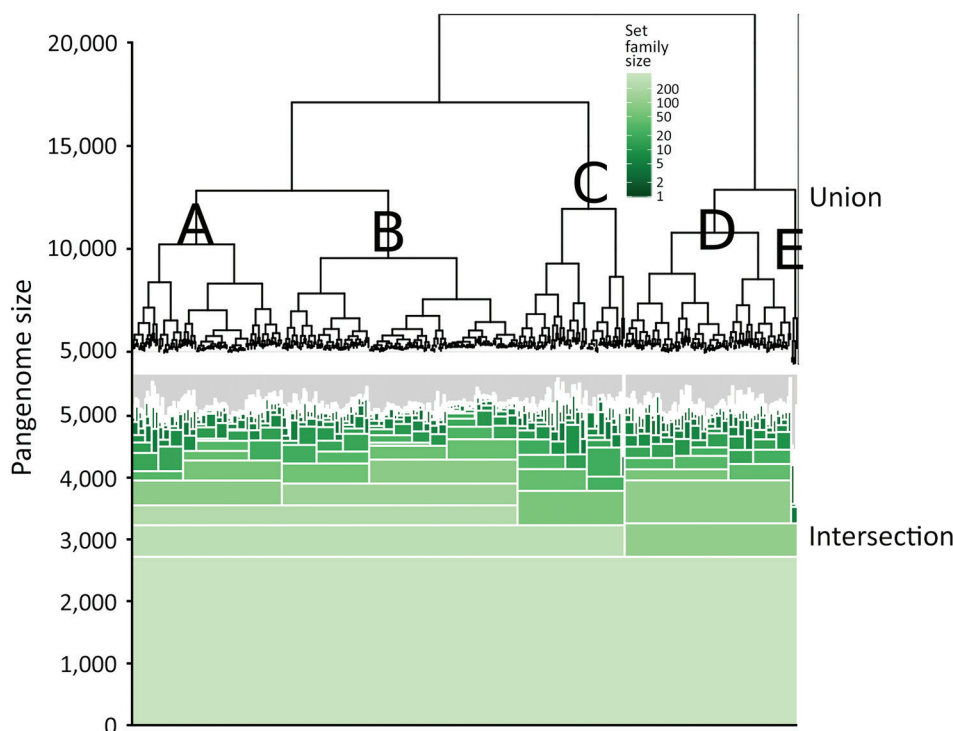 Set
family
size
200
100
50
20
10
5
2
1
20,000
15,000
10,000
5,000
A
B
C
D
E
Union
Pangenome size
5,000
4,000
3,000
2,000
1,000
0
Intersection